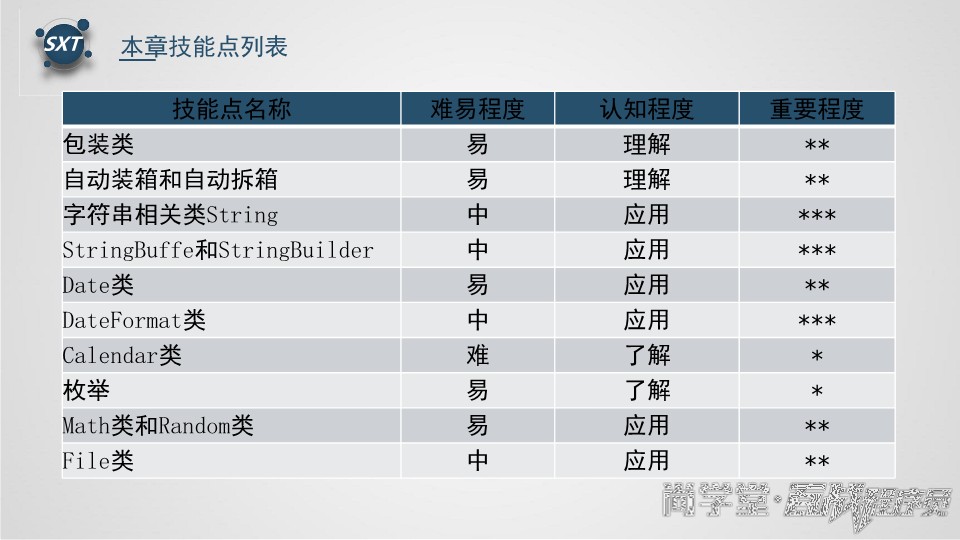 SXT
本章技能点列表
技能点名称 难易程度 认知程度 重要程度
包装类 易 理解 **
自动装箱和自动拆箱 易 理解 **
字符串相关类String 中 应用 ***
StringBuffe和StringBuilder 中 应用 ***
Date类 易 应用 **
DateFormat类 中 应用 ***
Calendar类 难 了解 *
枚举 易 了解 *
Math类和Random类 易 应用 **
File类 中 应用 **
尚学堂·百战程序员